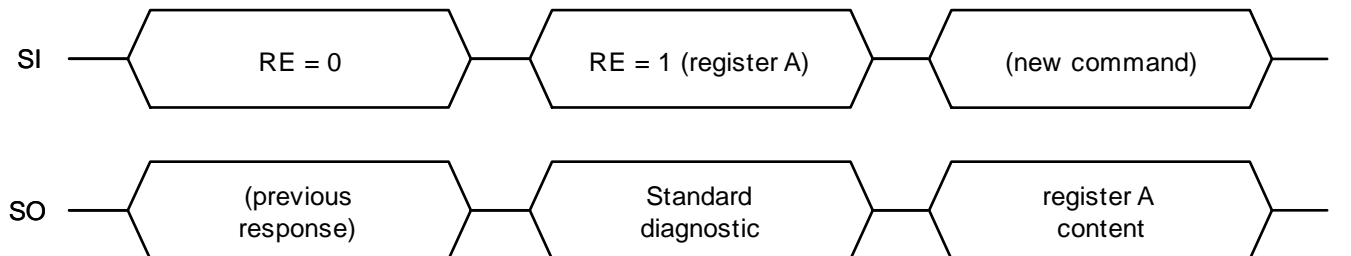 SI
RE = 0
RE = 1 (register A)
(new command)
SO
(previous
response)
Standard
diagnostic
register A
content